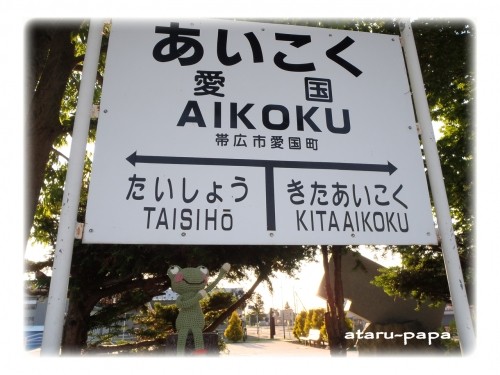 あいこく
愛国
AIKOKU
帯広市愛国町
たいしょう きたあいこく
TAISIHō KITAAIKOKU
ataru-papa